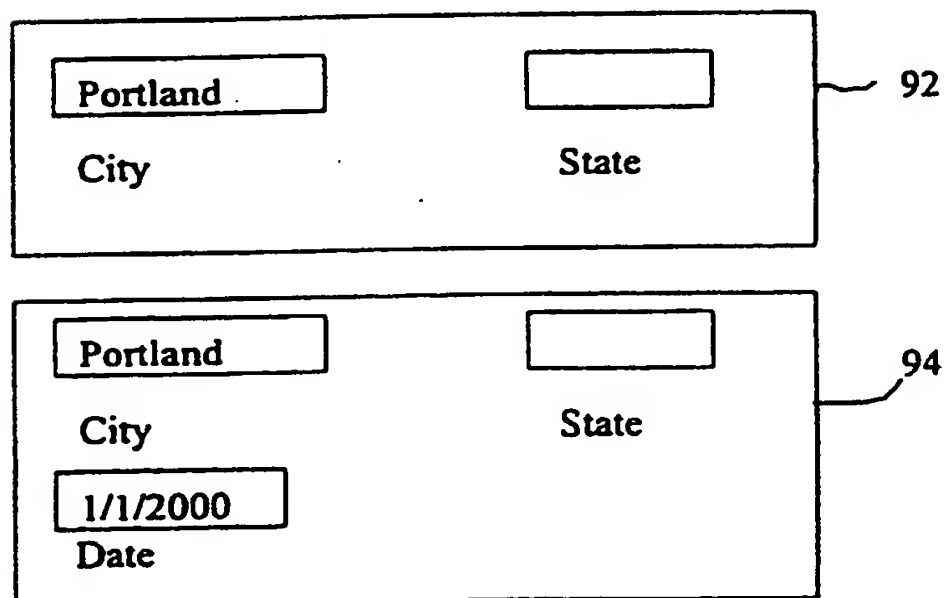 Portland
City State
92
Portland
City State
94
1/1/2000
Date